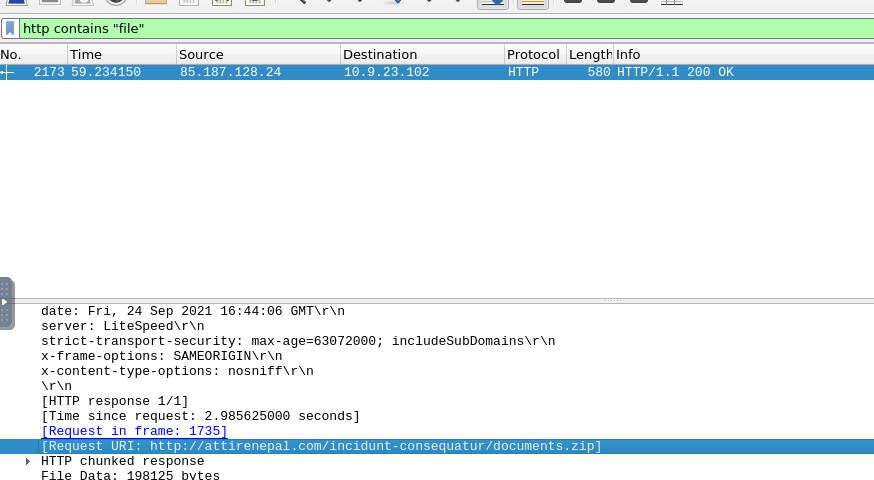 http contains "file"
No. Time Source Destination Protocol Length Info
2173 59.234150 85.187.128.24 10.9.23.102 HTTP 580 HTTP/1.1 200 OK
date: Fri, 24 Sep 2021 16:44:06 GMT\r\n
server: LiteSpeed\r\n
strict-transport-security: max-age=63072000; includeSubDomains\r\n
x-frame-options: SAMEORIGIN\r\n
x-content-type-options: nosniff\r\n
\r\n
[HTTP response 1/1]
[Time since request: 2.985625000 seconds]
[Request in frame: 1735]
[Request URI: http://attirenepal.com/incidunt-consequatur/documents.zip]
HTTP chunked response
File Data: 198125 bytes